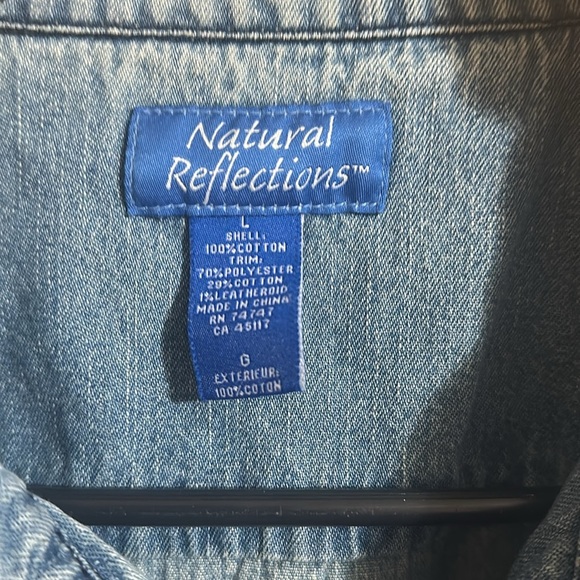 Natural
Reflections™
L
SHELL:
100%COTTON
TRIM:
70%POLYESTER
29%COTTON
1%LEATHEROID
MADE IN CHINA
RN 74747
CA 45117
G
EXTERIEUR:
100%COTON